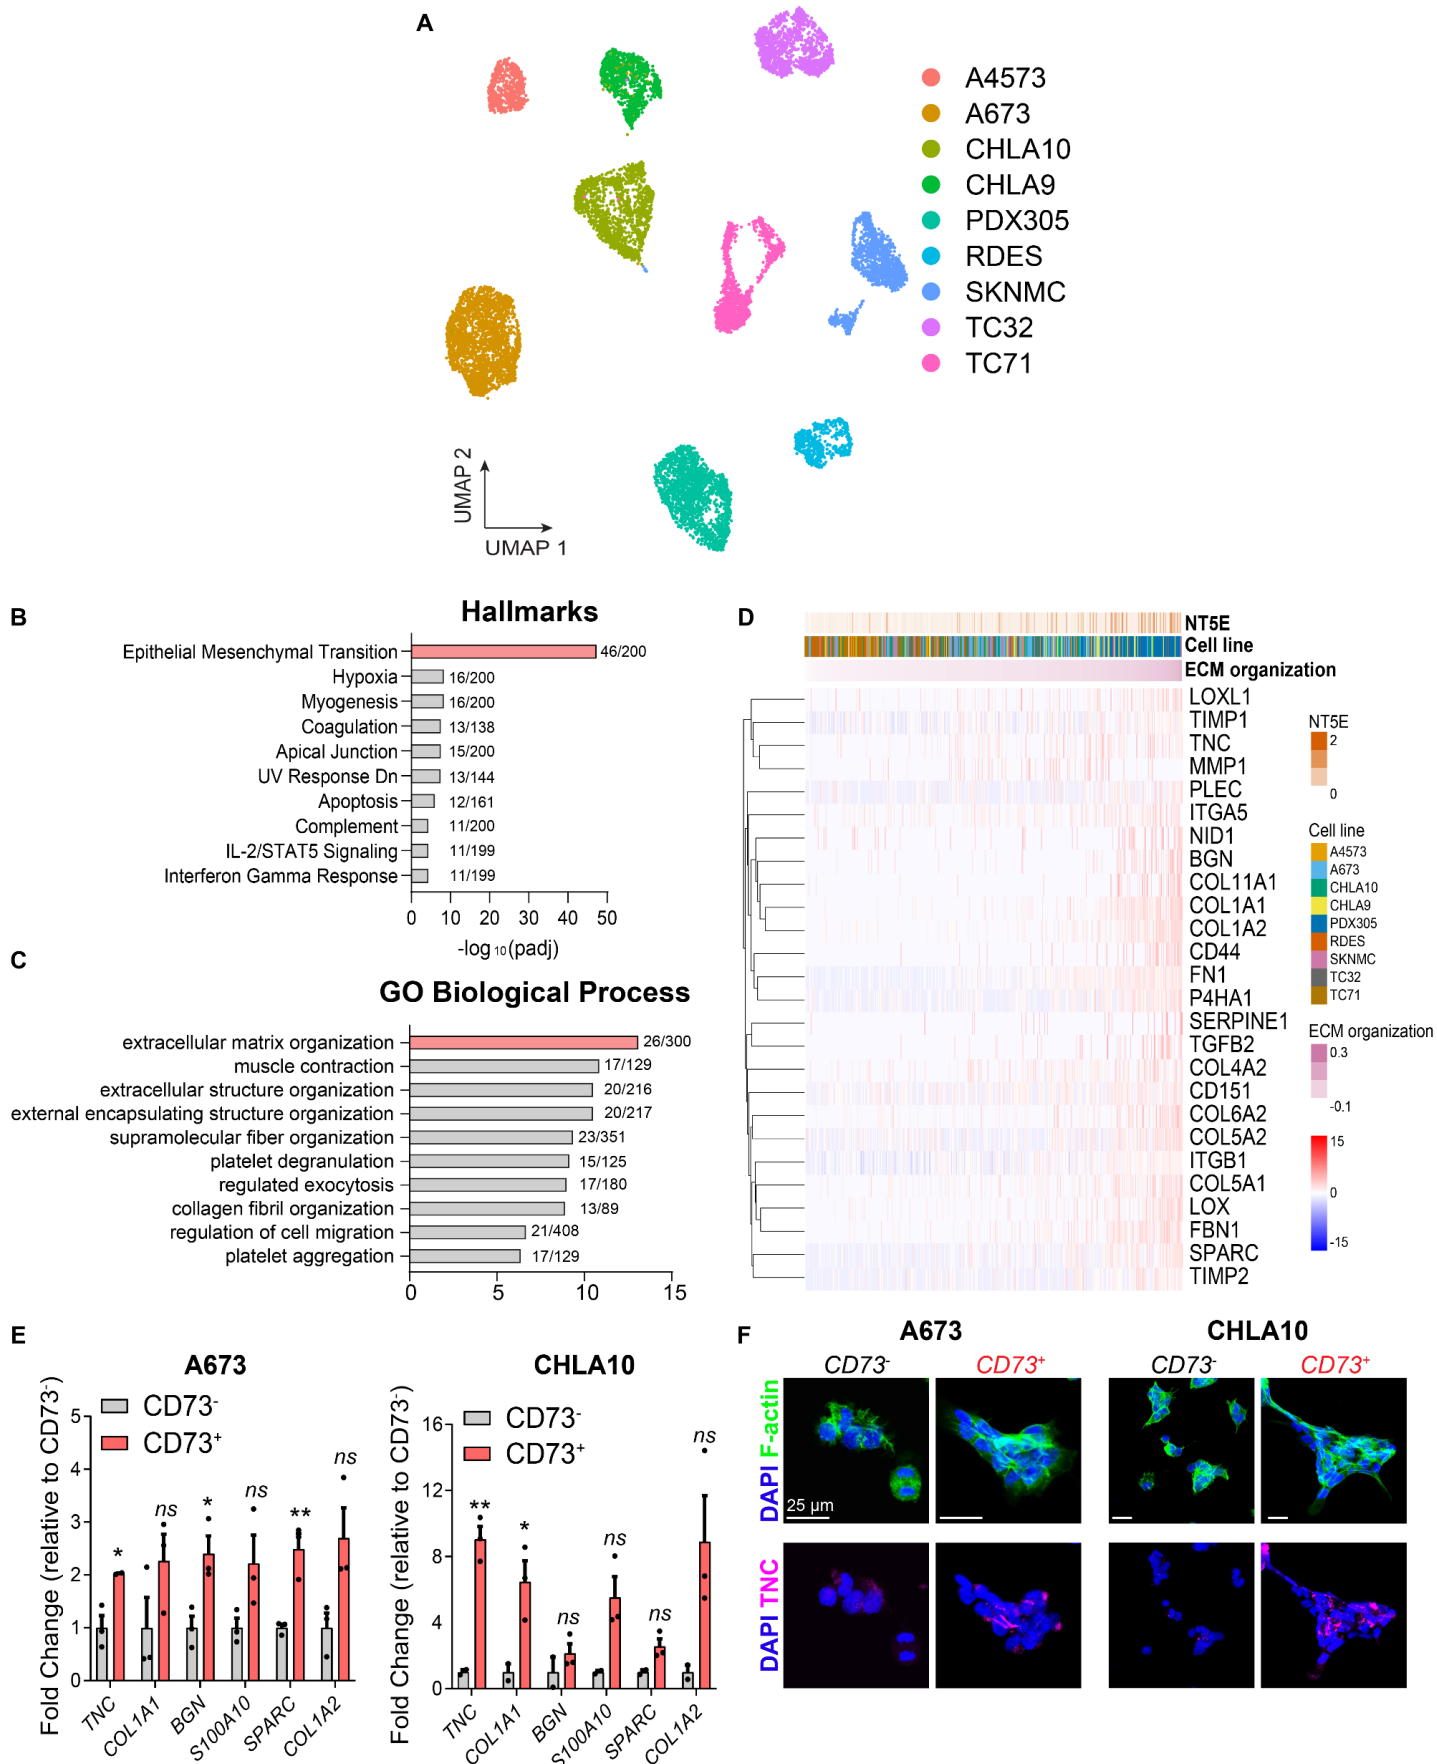 A
A4573
A673
CHLA10
CHLA9
PDX305
RDES
SKNMC
TC32
TC71
UMAP 2
UMAP 1
B
Hallmarks
Epithelial Mesenchymal Transition 46/200
Hypoxia 16/200
Myogenesis 16/200
Coagulation 13/138
Apical Junction 15/200
UV Response Dn 13/144
Apoptosis 12/161
Complement 11/200
IL-2/STAT5 Signaling 11/199
Interferon Gamma Response 11/199
0 10 20 30 40 50
-log 10 (padj)
C
GO Biological Process
extracellular matrix organization 26/300
muscle contraction 17/129
extracellular structure organization 20/216
external encapsulating structure organization 20/217
supramolecular fiber organization 23/351
platelet degranulation 15/125
regulated exocytosis 17/180
collagen fibril organization 13/89
regulation of cell migration 21/408
platelet aggregation 17/129
0 5 10 15
D
NT5E
Cell line
ECM organization
LOXL1
TIMP1
TNC
MMP1
PLEC
ITGA5
NID1
BGN
COL11A1
COL1A1
COL1A2
CD44
FN1
P4HA1
SERPINE1
TGFB2
COL4A2
CD151
COL6A2
COL5A2
ITGB1
COL5A1
LOX
FBN1
SPARC
TIMP2
NT5E
2
0
Cell line
A4573
A673
CHLA10
CHLA9
PDX305
RDES
SKNMC
TC32
TC71
ECM organization
0.3
-0.1
15
0
-15
E
A673
Fold Change (relative to CD73-)
CD73-
CD73+
5
4
3
2
1
0
* ns * ns ** ns
TNC COL1A1 BGN S100A10 SPARC COL1A2
CHLA10
Fold Change (relative to CD73-)
CD73-
CD73+
16
12
8
4
0
** * ns ns ns ns
TNC COL1A1 BGN S100A10 SPARC COL1A2
F
A673 CHLA10
CD73- CD73+ CD73- CD73+
DAPI F-actin
25 µm
DAPI TNC